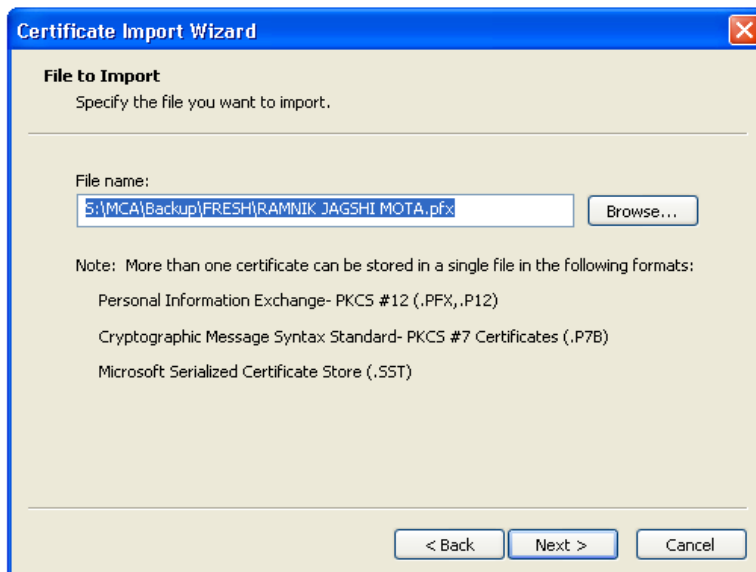 Certificate Import Wizard
File to Import
Specify the file you want to import.
File name:
S:\MCA\Backup\FRESH\RAMNIK JAGSHI MOTA.pfx
Browse...
Note: More than one certificate can be stored in a single file in the following formats:
Personal Information Exchange- PKCS #12 (.PFX,.P12)
Cryptographic Message Syntax Standard- PKCS #7 Certificates (.P7B)
Microsoft Serialized Certificate Store (.SST)
< Back Next > Cancel